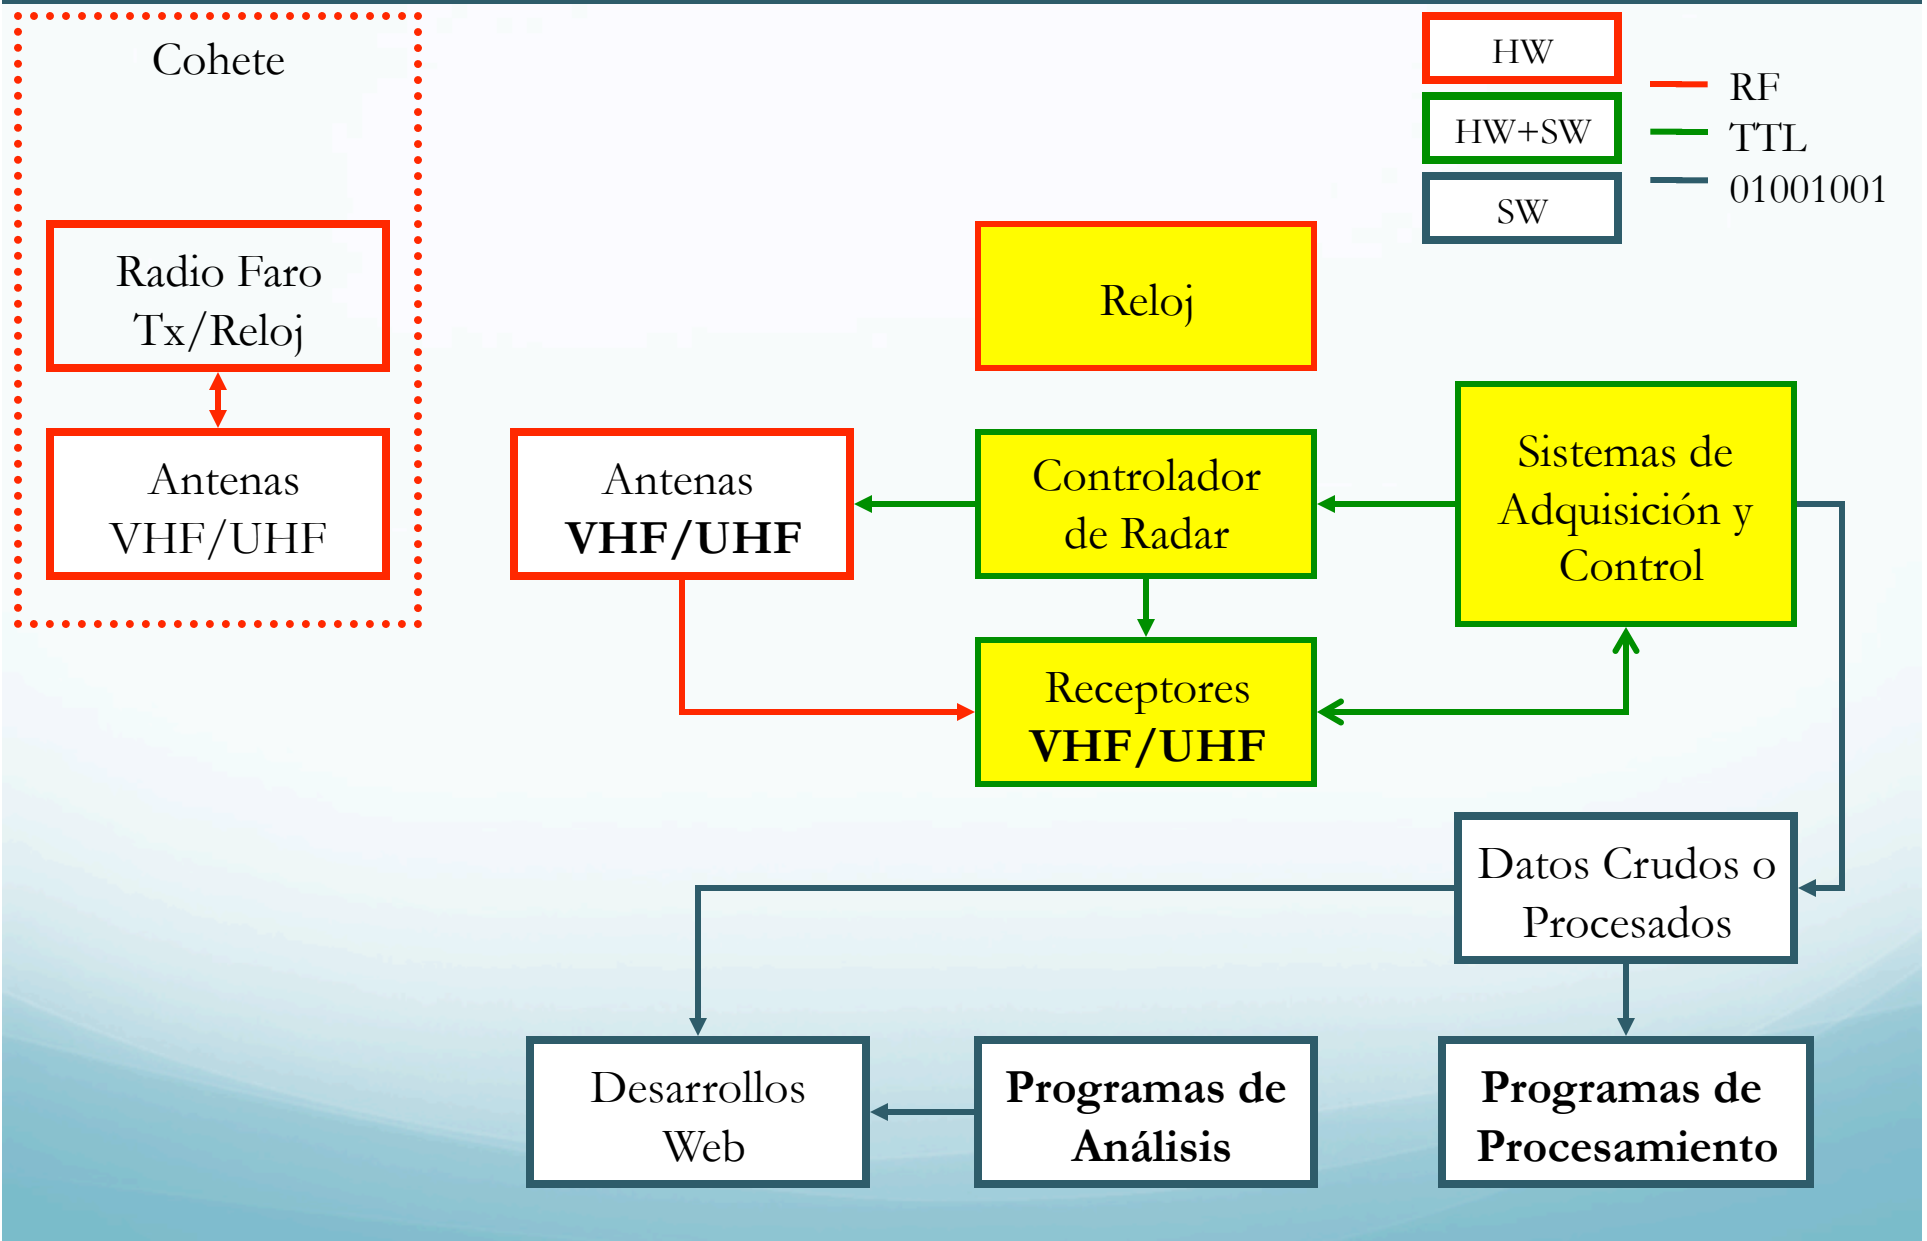 Cohete
HW
HW+SW
SW
RF
TTL
01001001
Radio Faro
Tx/Reloj
Reloj
Antenas
VHF/UHF
Antenas
VHF/UHF
Controlador
de Radar
Sistemas de
Adquisición y
Control
Receptores
VHF/UHF
Datos Crudos o
Procesados
Desarrollos
Web
Programas de
Análisis
Programas de
Procesamiento